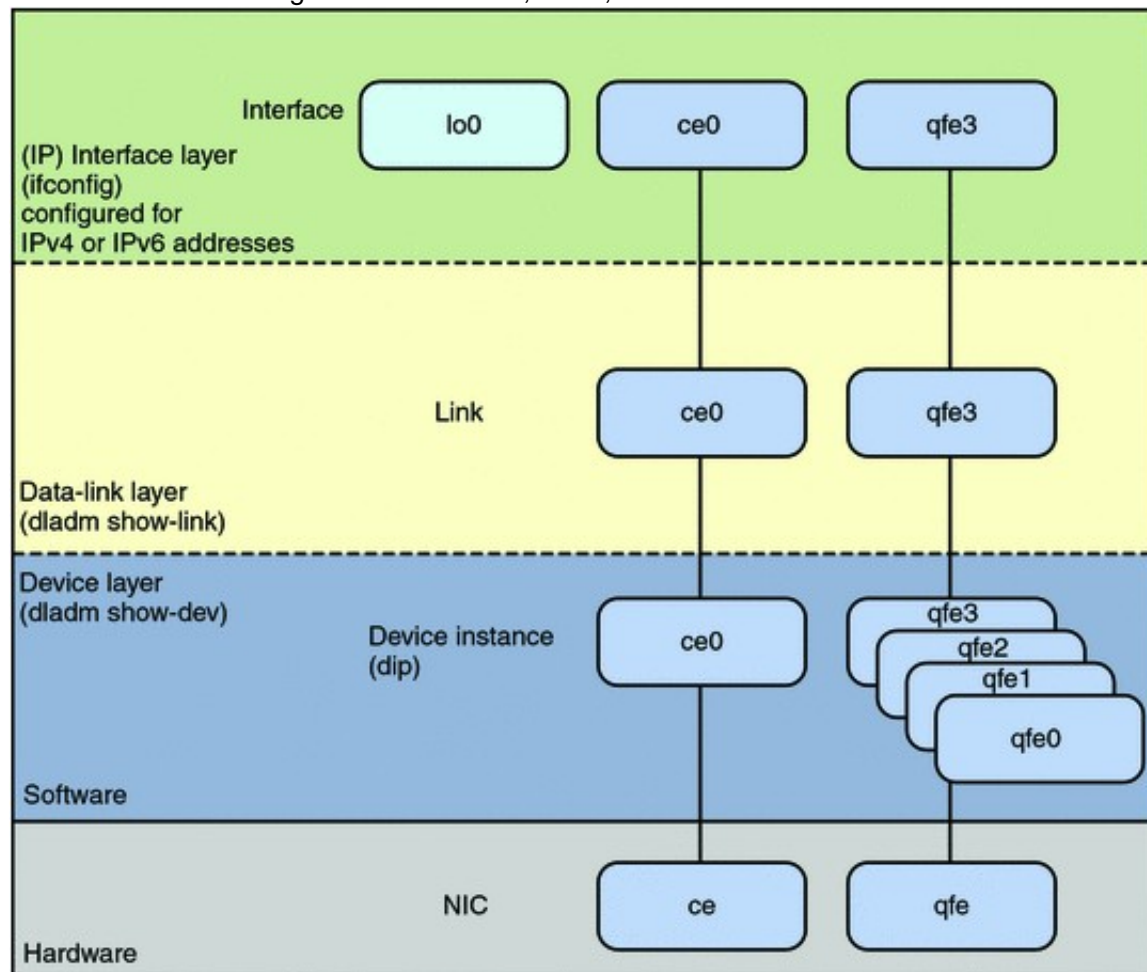 Interface
lo0
ce0
qfe3
(IP) Interface layer
(ifconfig)
configured for
IPv4 or IPv6 addresses
Link
ce0
qfe3
Data-link layer
(dladm show-link)
Device layer
(dladm show-dev)
Device instance
(dip)
ce0
qfe3
qfe2
qfe1
qfe0
Software
NIC
ce
qfe
Hardware